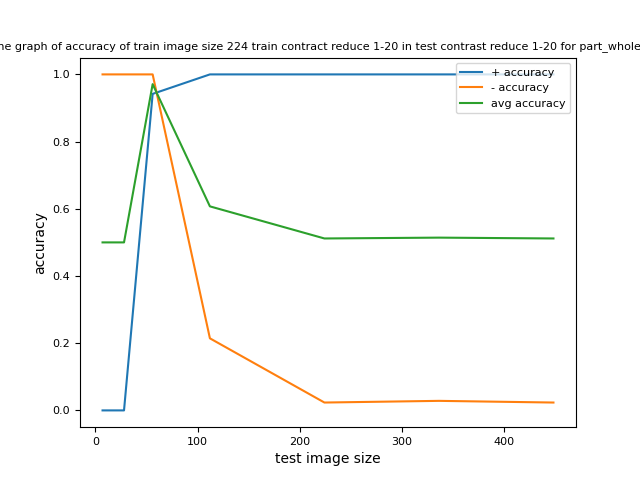 graph of accuracy of train image size 224 train contract reduce 1-20 in test contrast reduce 1-20 for part_whole
+ accuracy
- accuracy
avg accuracy
accuracy
1.0
0.8
0.6
0.4
0.2
0.0
0
100
200
300
400
test image size